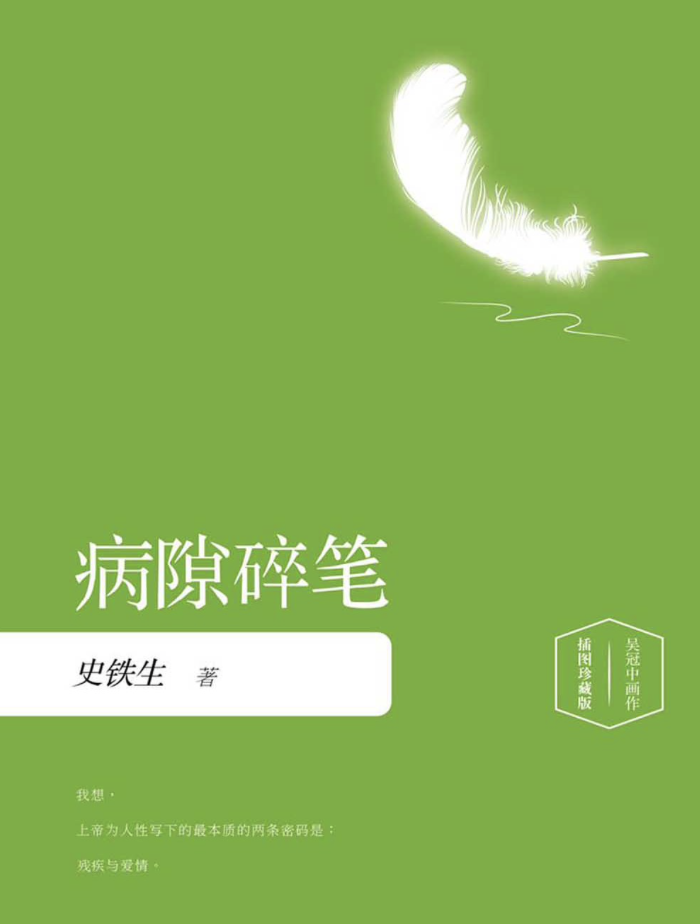 病隙碎笔
史铁生 著
吴冠中画作
插图珍藏版
我想，
上帝为人性写下的最本质的两条密码是：
残疾与爱情。